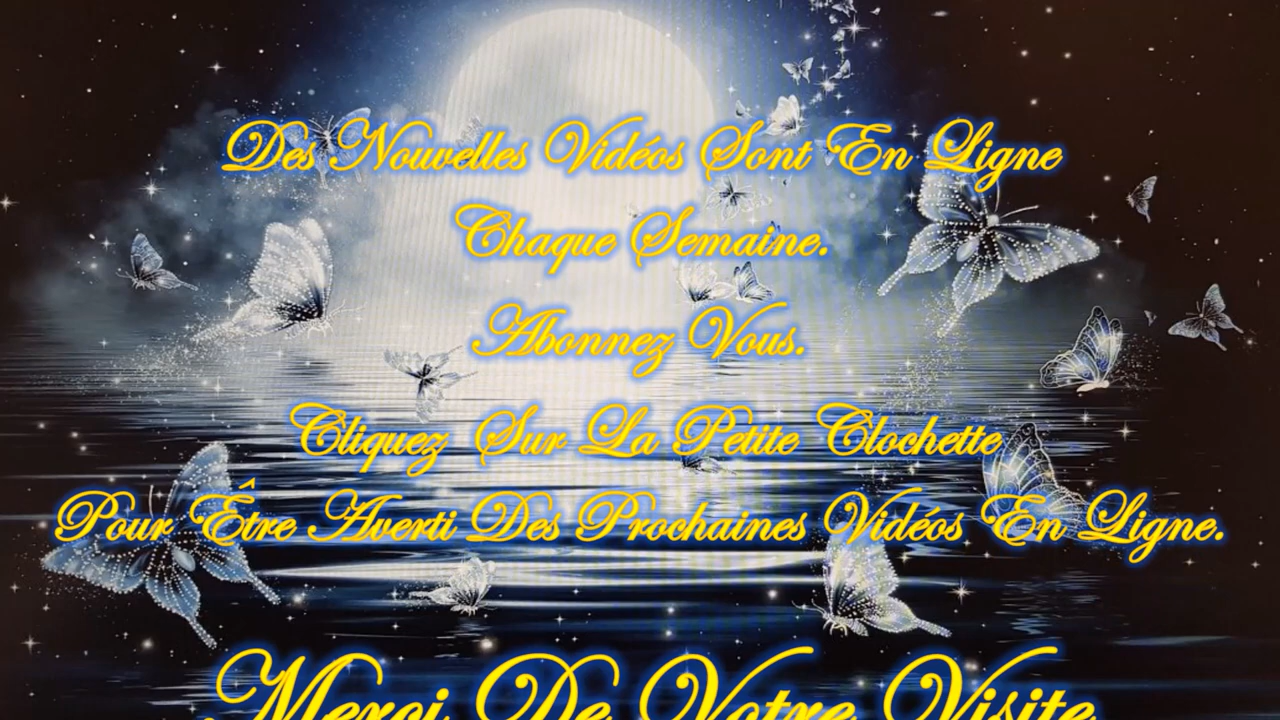 Des Nouvelles Vidéos Sont En Ligne
Chaque Semaine.
Abonnez Vous.
Cliquez Sur La Petite Clochette
Pour Être Averti Des Prochaines Vidéos En Ligne.
Merci De Votre Visite